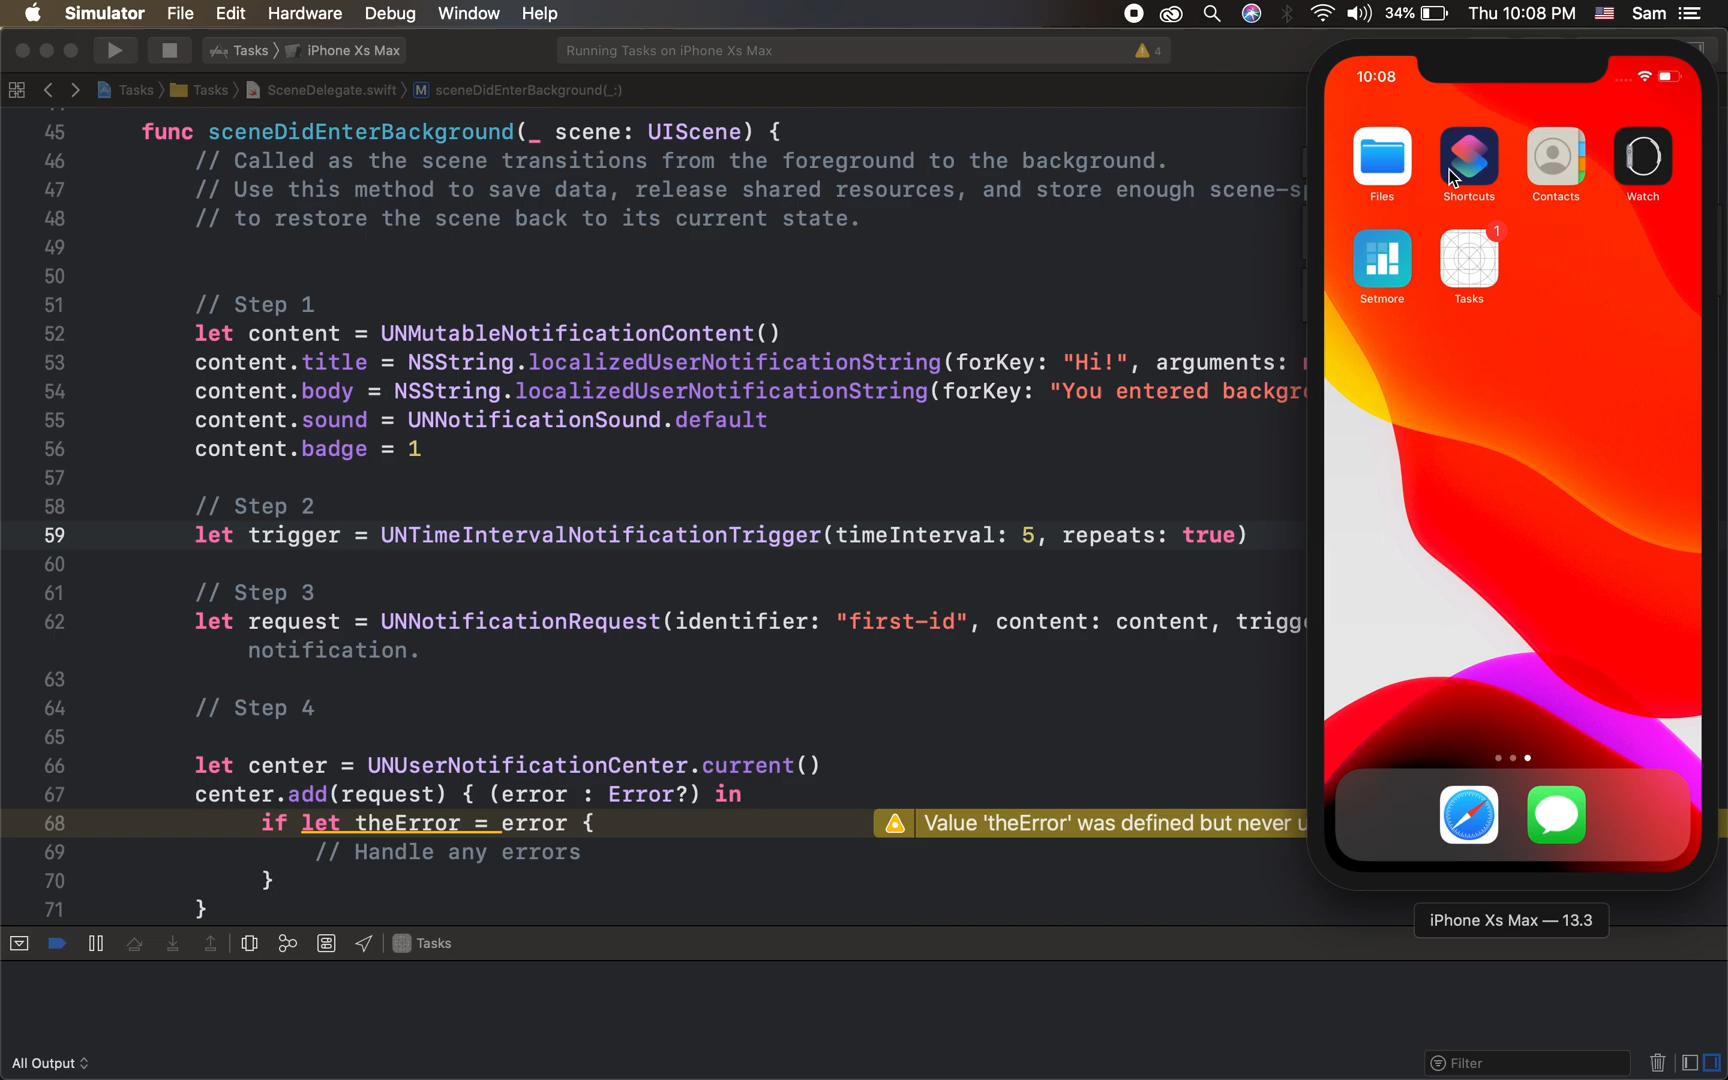 Simulator File Edit Hardware Debug Window Help 34% Thu 10:08 PM Sam
Tasks iPhone Xs Max Running Tasks on iPhone Xs Max 4
Tasks Tasks SceneDelegate.swift M sceneDidEnterBackground(_:)
45 func sceneDidEnterBackground(_ scene: UIScene) {
46 // Called as the scene transitions from the foreground to the background.
47 // Use this method to save data, release shared resources, and store enough scene-s
48 // to restore the scene back to its current state.
49
50
51 // Step 1
52 let content = UNMutableNotificationContent()
53 content.title = NSString.localizedUserNotificationString(forKey: "Hi!", arguments:
54 content.body = NSString.localizedUserNotificationString(forKey: "You entered backgr
55 content.sound = UNNotificationSound.default
56 content.badge = 1
57
58 // Step 2
59 let trigger = UNTimeIntervalNotificationTrigger(timeInterval: 5, repeats: true)
60
61 // Step 3
62 let request = UNNotificationRequest(identifier: "first-id", content: content, trigg
notification.
63
64 // Step 4
65
66 let center = UNUserNotificationCenter.current()
67 center.add(request) { (error : Error?) in
68 if let theError = error { Value 'theError' was defined but never u
69 // Handle any errors
70 }
71 }
Tasks
All Output
Filter
10:08
Files Shortcuts Contacts Watch
1
Setmore Tasks
iPhone Xs Max — 13.3